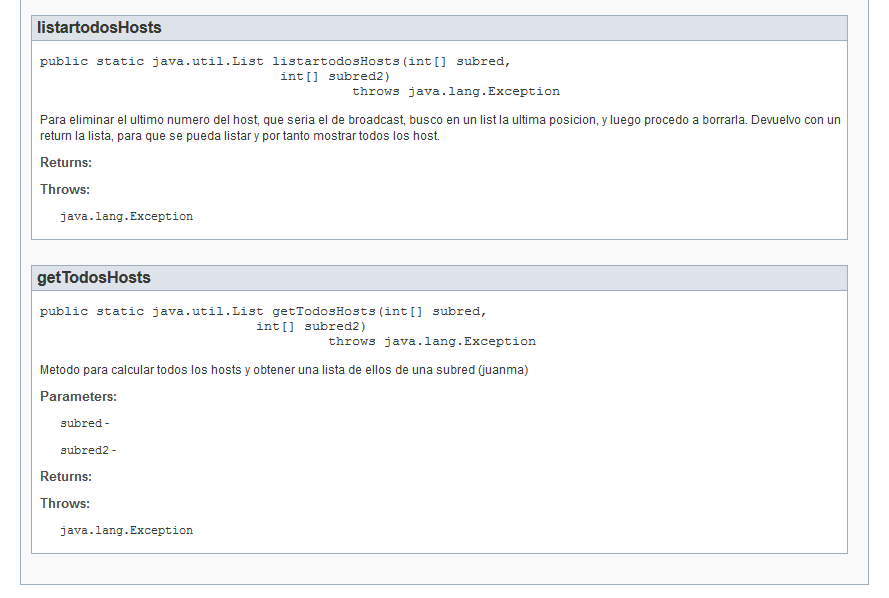 listartodosHosts
public static java.util.List listartodosHosts(int[] subred,
int[] subred2)
throws java.lang.Exception
Para eliminar el ultimo numero del host, que seria el de broadcast, busco en un list la ultima posicion, y luego procedo a borrarla. Devuelvo con un
return la lista, para que se pueda listar y por tanto mostrar todos los host.
Returns:
Throws:
java.lang.Exception
getTodosHosts
public static java.util.List getTodosHosts(int[] subred,
int[] subred2)
throws java.lang.Exception
Metodo para calcular todos los hosts y obtener una lista de ellos de una subred (juanma)
Parameters:
subred -
subred2 -
Returns:
Throws:
java.lang.Exception